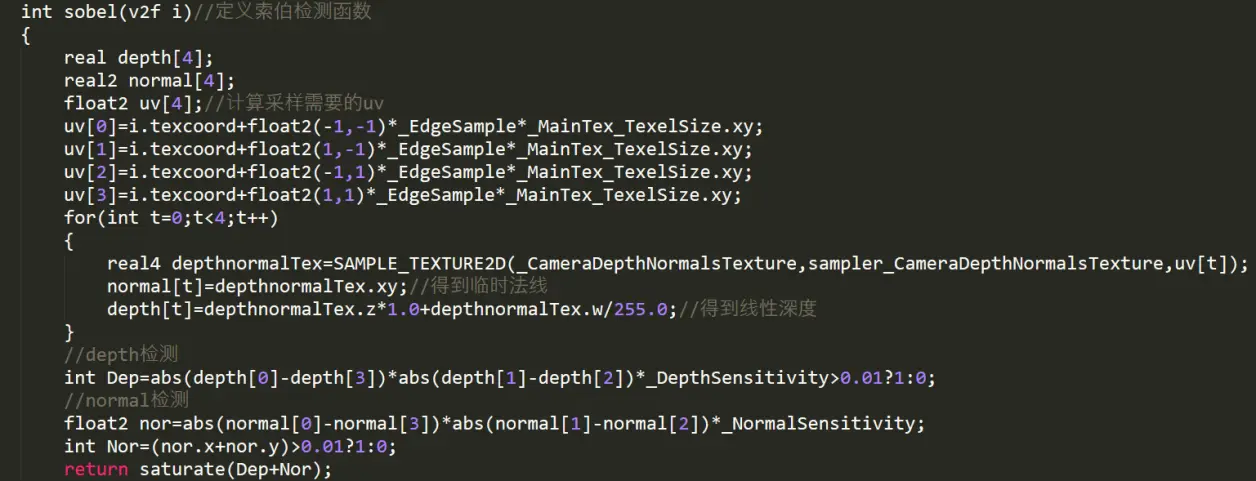 int sobel(v2f i)//定义索伯检测函数
{
real depth[4];
real2 normal[4];
float2 uv[4];//计算采样需要的uv
uv[0]=i.texcoord+float2(-1,-1)*_EdgeSample*_MainTex_TexelSize.xy;
uv[1]=i.texcoord+float2(1,-1)*_EdgeSample*_MainTex_TexelSize.xy;
uv[2]=i.texcoord+float2(-1,1)*_EdgeSample*_MainTex_TexelSize.xy;
uv[3]=i.texcoord+float2(1,1)*_EdgeSample*_MainTex_TexelSize.xy;
for(int t=0;t<4;t++)
{
real4 depthnormalTex=SAMPLE_TEXTURE2D(_CameraDepthNormalsTexture,sampler_CameraDepthNormalsTexture,uv[t]);
normal[t]=depthnormalTex.xy;//得到临时法线
depth[t]=depthnormalTex.z*1.0+depthnormalTex.w/255.0;//得到线性深度
}
//depth检测
int Dep=abs(depth[0]-depth[3])*abs(depth[1]-depth[2])*_DepthSensitivity>0.01?1:0;
//normal检测
float2 nor=abs(normal[0]-normal[3])*abs(normal[1]-normal[2])*_NormalSensitivity;
int Nor=(nor.x+nor.y)>0.01?1:0;
return saturate(Dep+Nor);